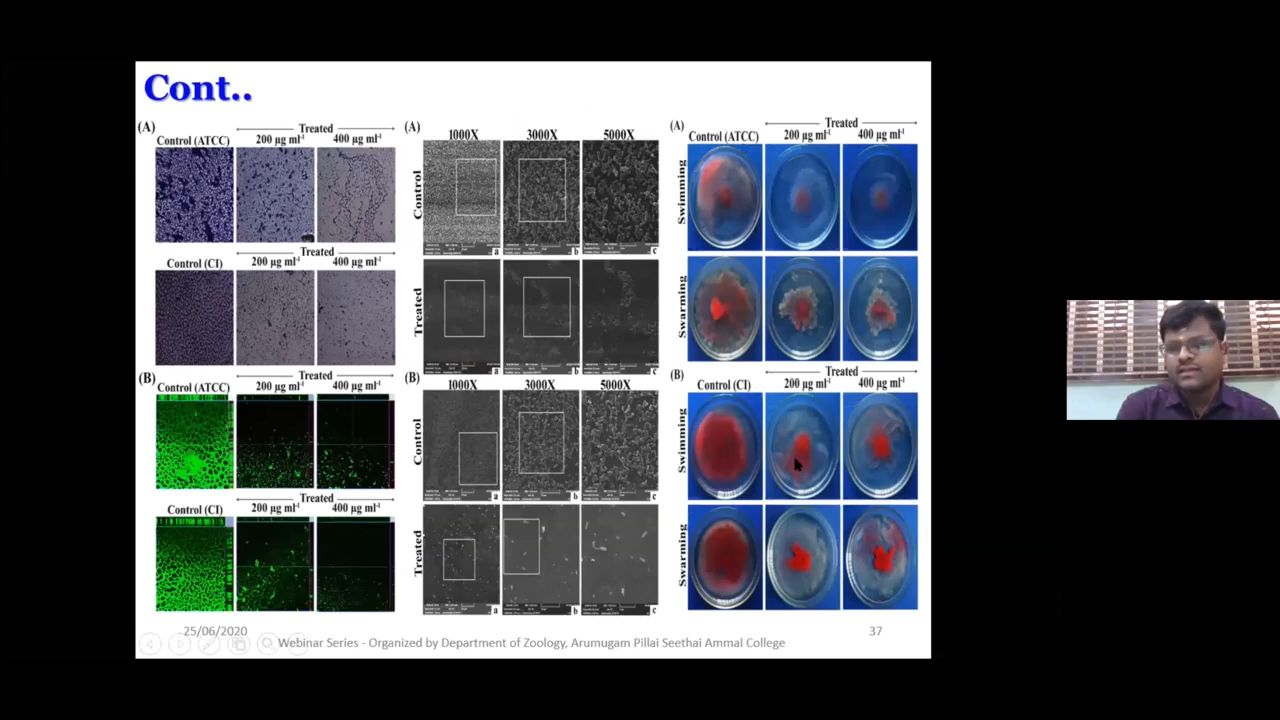 Cont..
(A)
Treated
Control (ATCC) 200 µg ml-1 400 µg ml-1
Treated
Control (CI) 200 µg ml-1 400 µg ml-1
(B)
Treated
Control (ATCC) 200 µg ml-1 400 µg ml-1
Treated
Control (CI) 200 µg ml-1 400 µg ml-1
(A)
1000X 3000X 5000X
Control
a b c
Treated
a b c
(B)
1000X 3000X 5000X
Control
a b c
Treated
a b c
(A)
Treated
Control (ATCC) 200 µg ml-1 400 µg ml-1
Swimming
Swarming
(B)
Treated
Control (CI) 200 µg ml-1 400 µg ml-1
Swimming
Swarming
25/06/2020
Webinar Series - Organized by Department of Zoology, Arumugam Pillai Seethai Ammal College
37